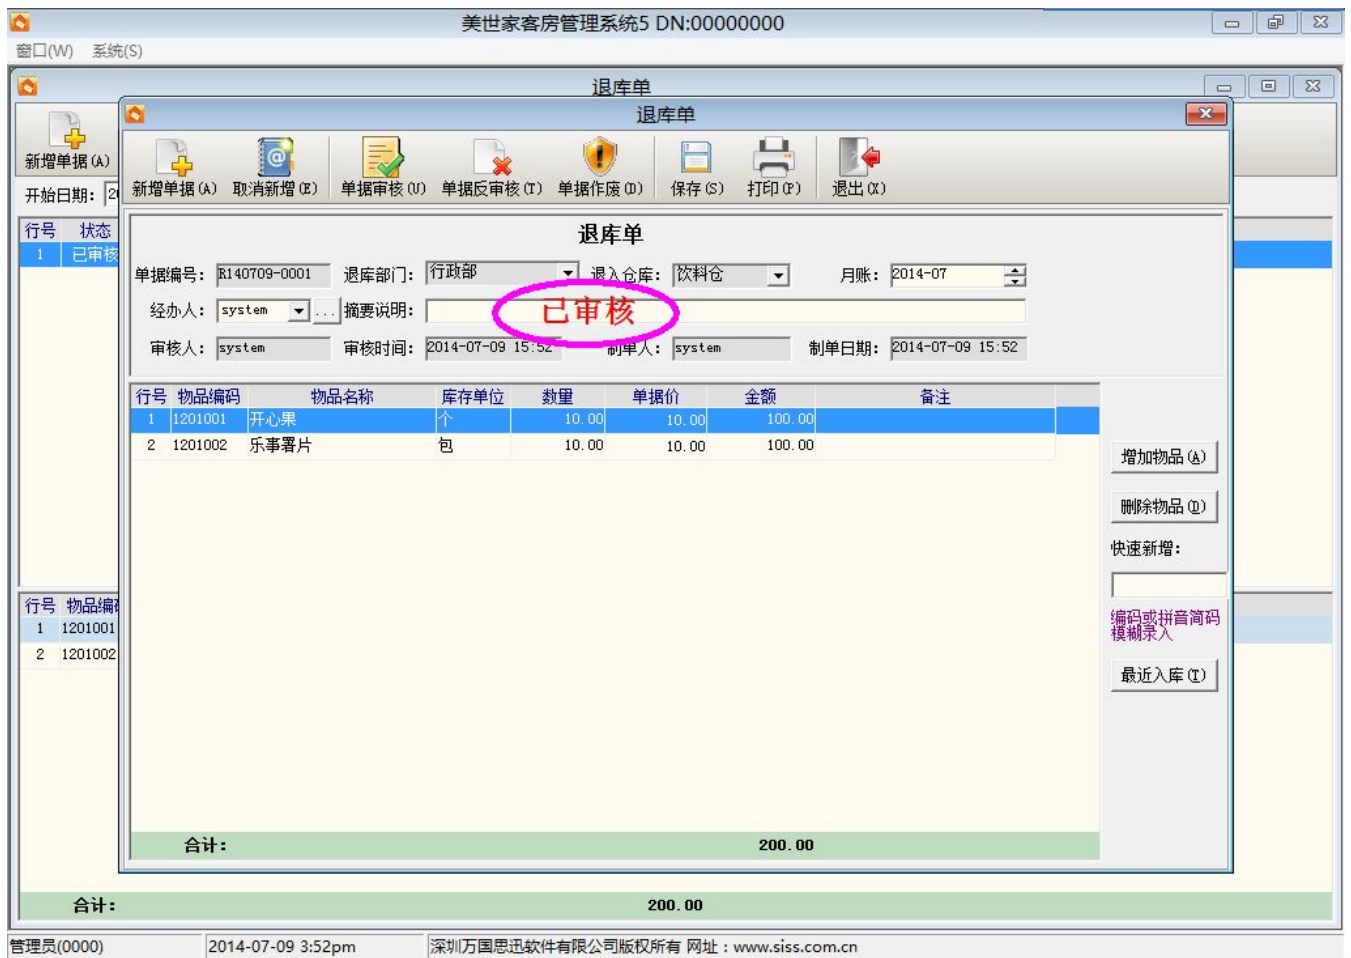 美世家客房管理系统5 DN:00000000
窗口(W) 系统(S)
退库单
退库单
新增单据(A)
新增单据(A) 取消新增(E) 单据审核(U) 单据反审核(T) 单据作废(D) 保存(S) 打印(P) 退出(X)
开始日期: 2
行号 状态
1 已审核
退库单
单据编号: R140709-0001 退库部门: 行政部 退入仓库: 饮料仓 月账: 2014-07
经办人: system ... 摘要说明:
已审核
审核人: system 审核时间: 2014-07-09 15:52 制单人: system 制单日期: 2014-07-09 15:52
行号 物品编码 物品名称 库存单位 数量 单据价 金额 备注
1 1201001 开心果 个 10.00 10.00 100.00
2 1201002 乐事署片 包 10.00 10.00 100.00
增加物品(A)
删除物品(D)
快速新增:
编码或拼音简码
模糊录入
最近入库(T)
行号 物品编
1 1201001
2 1201002
合计: 200.00
合计: 200.00
管理员(0000) 2014-07-09 3:52pm 深圳万国思迅软件有限公司版权所有 网址：www.siss.com.cn